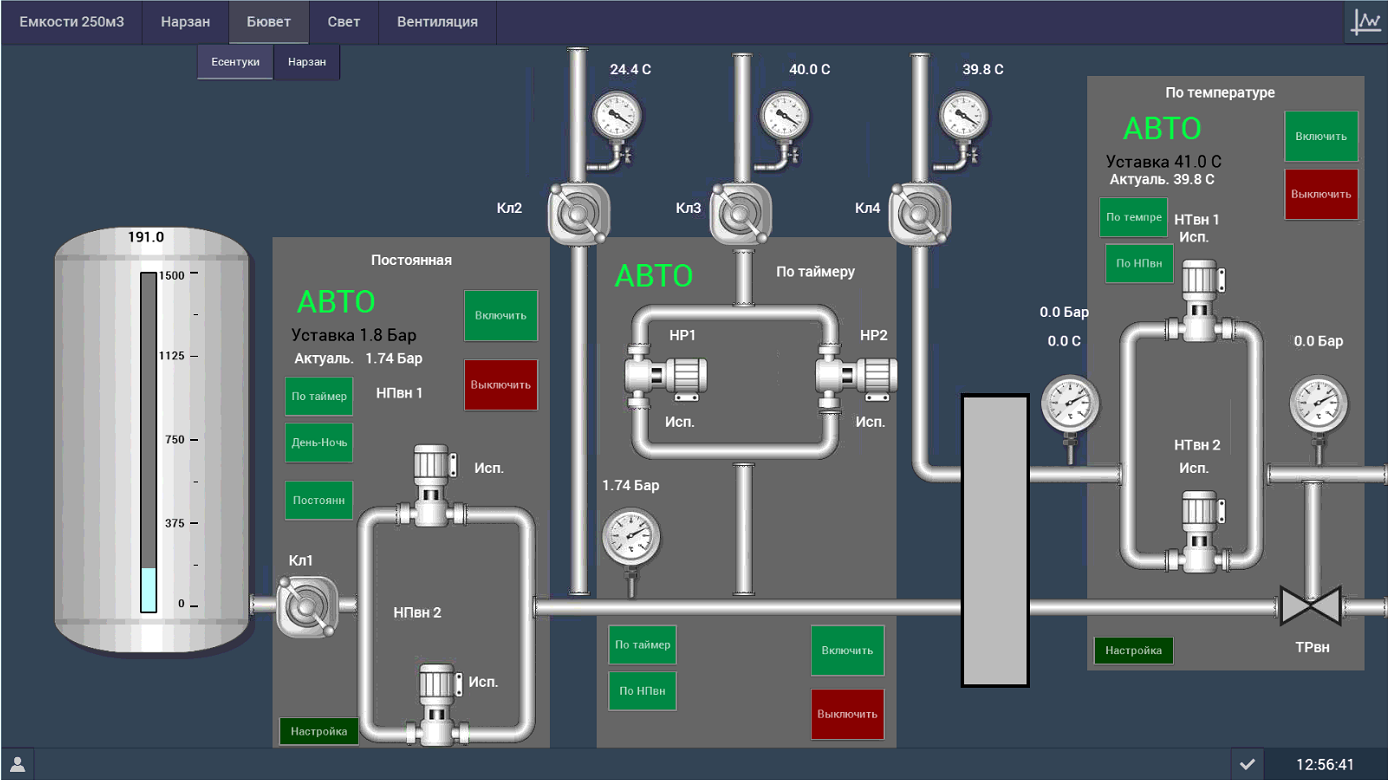 Емкости 250м3 Нарзан Бювет Свет Вентиляция
Есентуки Нарзан
24.4 C 40.0 C 39.8 C
Кл2 Кл3 Кл4
191.0
1500
1125
750
375
0
Кл1
Постоянная
АВТО
Уставка 1.8 Бар
Актуаль. 1.74 Бар
Включить
Выключить
По таймер
День-Ночь
Постоянн
НПвн 1
Исп.
НПвн 2
Исп.
Настройка
АВТО
По таймеру
НР1 НР2
Исп. Исп.
1.74 Бар
По таймер
По НПвн
Включить
Выключить
По температуре
АВТО
Уставка 41.0 C
Актуаль. 39.8 C
Включить
Выключить
По темпре
По НПвн
НТвн 1
Исп.
0.0 Бар
0.0 C
0.0 Бар
НТвн 2
Исп.
Настройка
ТРвн
12:56:41